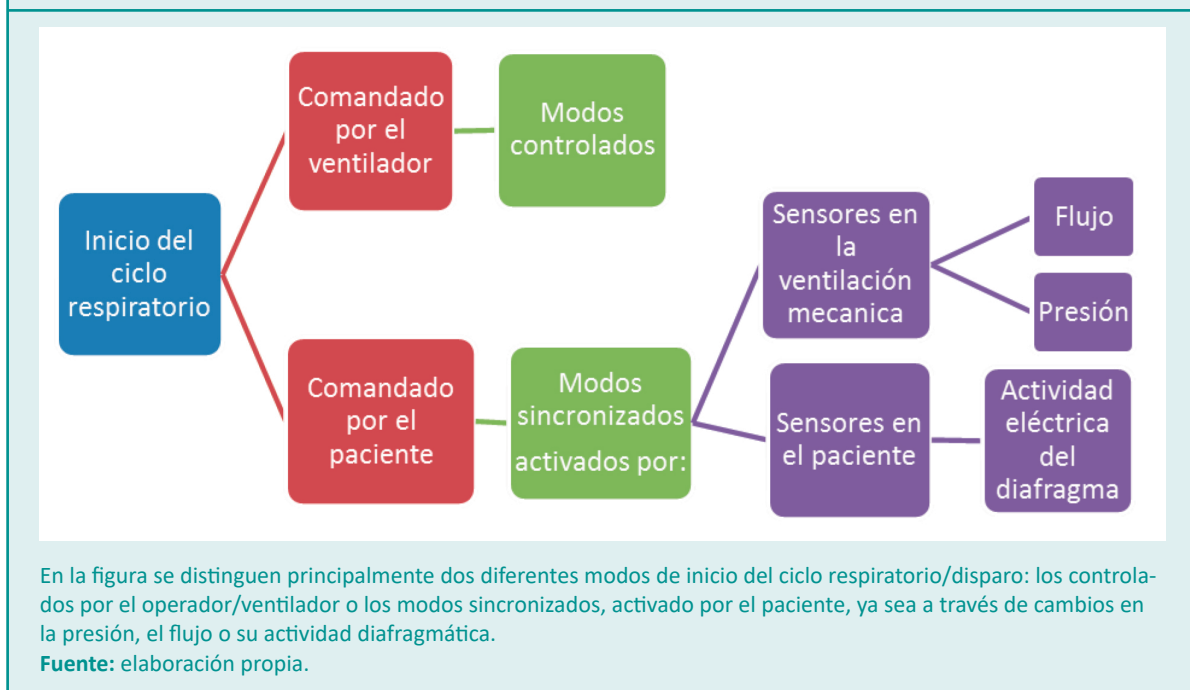 Inicio del
ciclo
respiratorio
Comandado
por el
ventilador
Modos
controlados
Comandado
por el
paciente
Modos
sincronizados
activados por:
Sensores en
la
ventilación
mecanica
Flujo
Presión
Sensores en
el paciente
Actividad
eléctrica
del
diafragma
En la figura se distinguen principalmente dos diferentes modos de inicio del ciclo respiratorio/disparo: los controla-
dos por el operador/ventilador o los modos sincronizados, activado por el paciente, ya sea a través de cambios en
la presión, el flujo o su actividad diafragmática.
Fuente: elaboración propia.